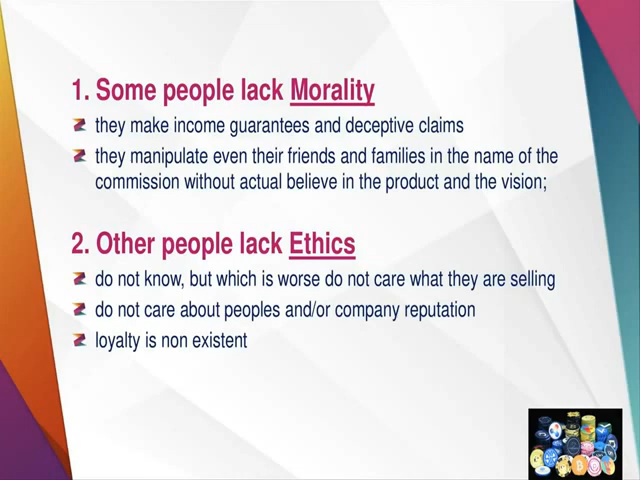 1. Some people lack Morality
they make income guarantees and deceptive claims
they manipulate even their friends and families in the name of the
commission without actual believe in the product and the vision;
2. Other people lack Ethics
do not know, but which is worse do not care what they are selling
do not care about peoples and/or company reputation
loyalty is non existent